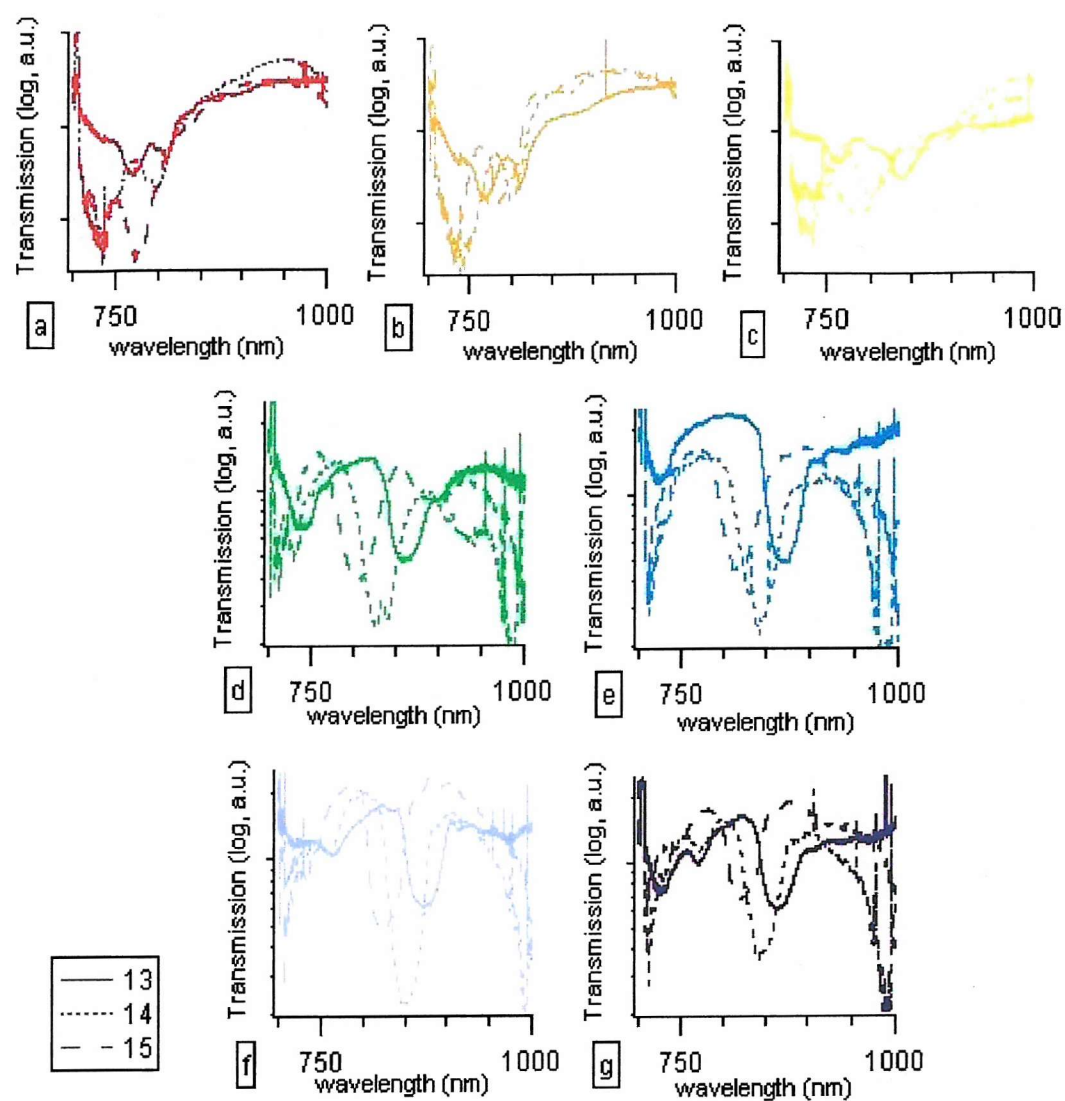 Transmission (log, a.u.)
750
1000
wavelength (nm)
a
Transmission (log, a.u.)
750
1000
wavelength (nm)
b
Transmission (log, a.u.)
750
1000
wavelength (nm)
c
Transmission (log, a.u.)
750
1000
wavelength (nm)
d
Transmission (log, a.u.)
750
1000
wavelength (nm)
e
Transmission (log, a.u.)
750
1000
wavelength (nm)
f
Transmission (log, a.u.)
750
1000
wavelength (nm)
g
13
14
15